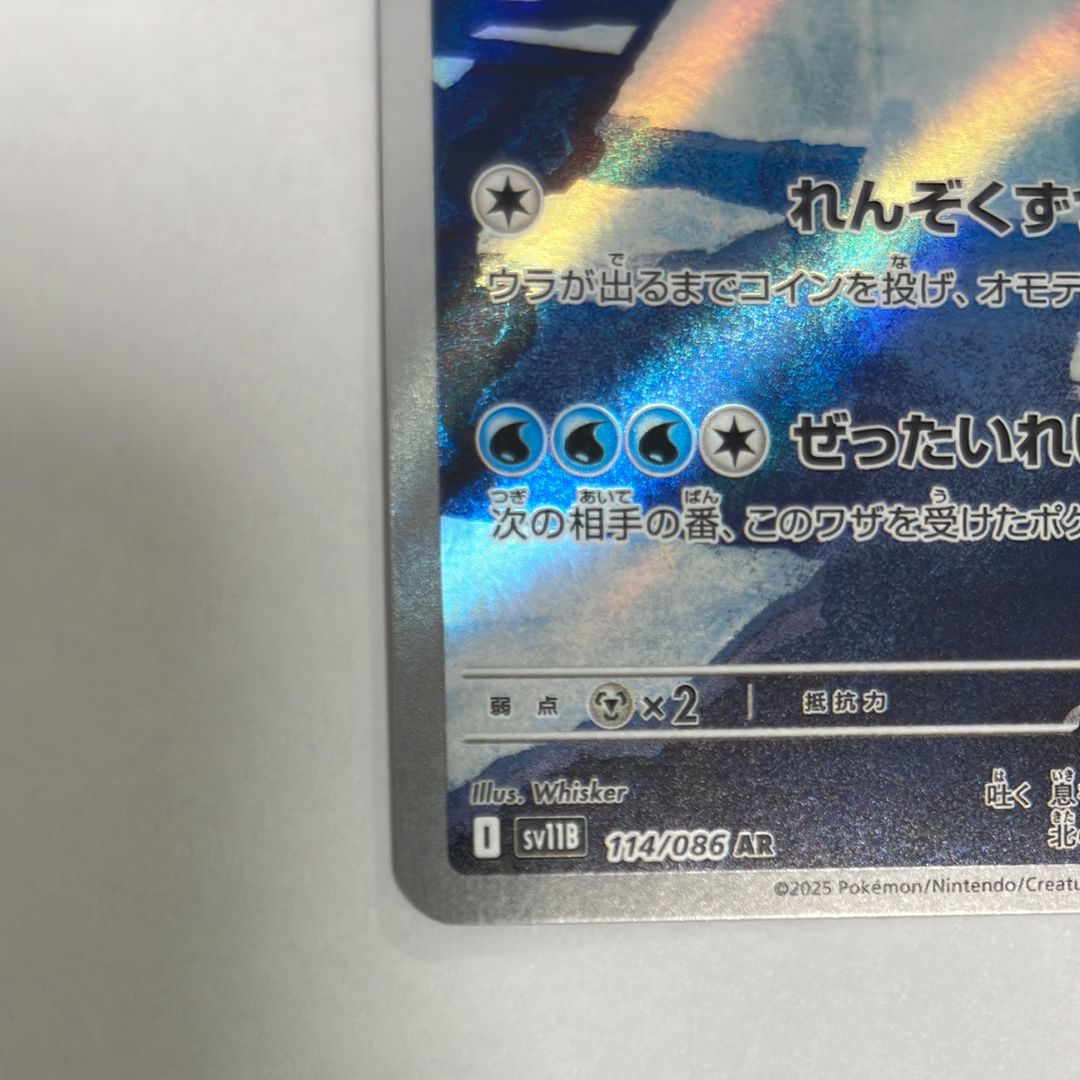 れんぞくず
ウラが出るまでコインを投げ、オモテ
ぜったいれい
次の相手の番、このワザを受けたポケ
弱点 ×2 抵抗力
Illus. Whisker
吐く 息
北
I SV11B 114/086 AR
©2025 Pokémon/Nintendo/Creatu